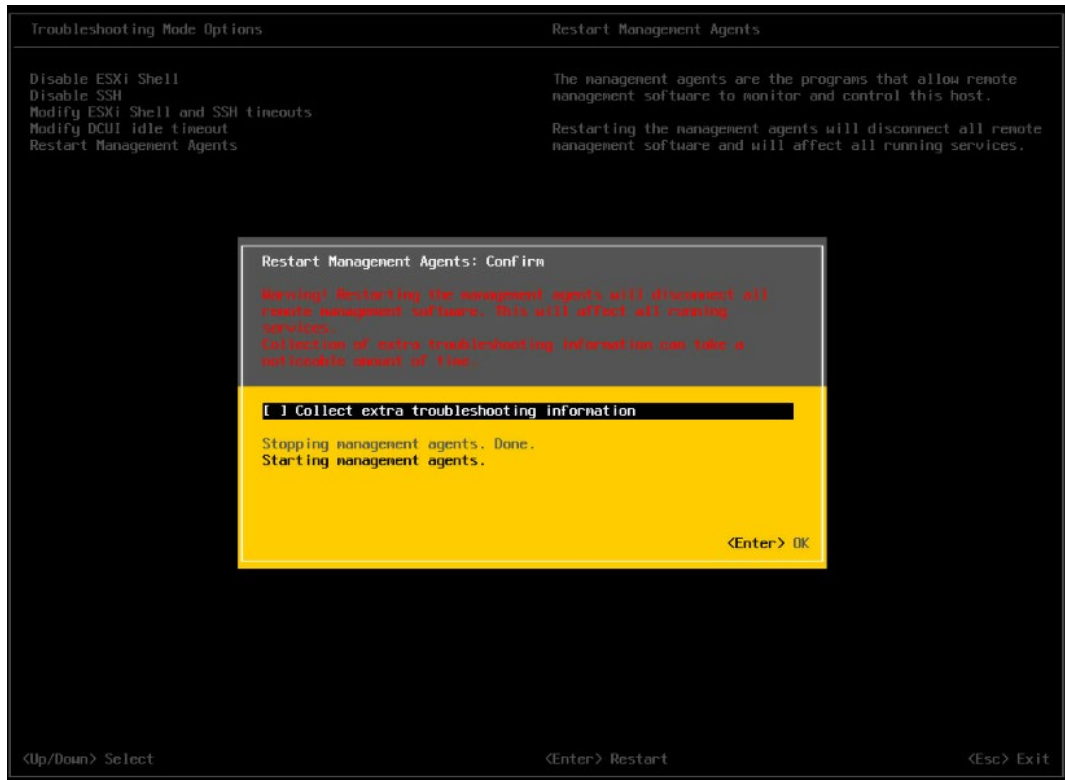 Troubleshooting Mode Options
Restart Management Agents
Disable ESXi Shell
Disable SSH
Modify ESXi Shell and SSH timeouts
Modify DCUI idle timeout
Restart Management Agents
The management agents are the programs that allow remote
management software to monitor and control this host.
Restarting the management agents will disconnect all remote
management software and will affect all running services.
Restart Management Agents: Confirm
Warning! Restarting the management agents will disconnect all
remote management software. This will affect all running
services.
Collection of extra troubleshooting information can take a
noticeable amount of time.
[ ] Collect extra troubleshooting information
Stopping management agents. Done.
Starting management agents.
<Enter> OK
<Up/Down> Select
<Enter> Restart
<Esc> Exit